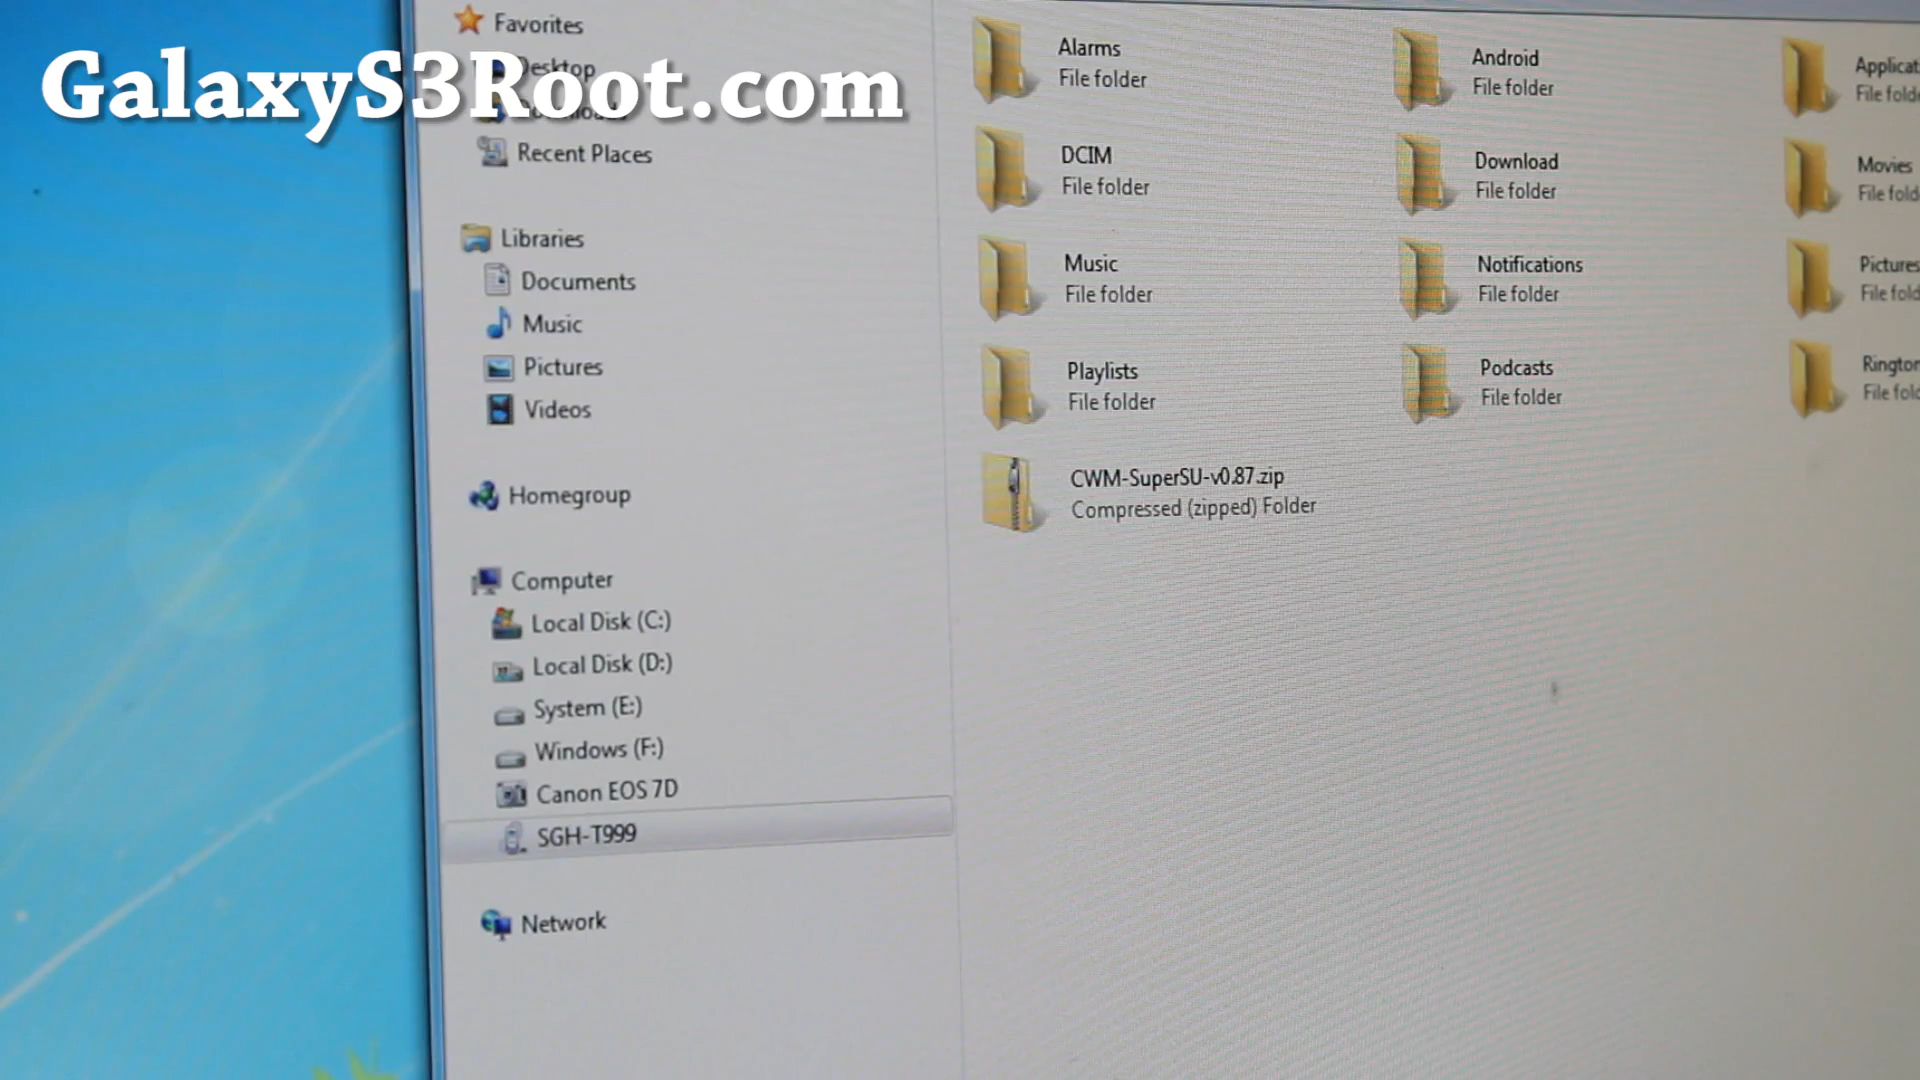 GalaxyS3Root.com
Favorites
Desktop
Downloads
Recent Places
Libraries
Documents
Music
Pictures
Videos
Homegroup
Computer
Local Disk (C:)
Local Disk (D:)
System (E:)
Windows (F:)
Canon EOS 7D
SGH-T999
Network
Alarms
File folder
Android
File folder
Applicat
File folde
DCIM
File folder
Download
File folder
Movies
File fold
Music
File folder
Notifications
File folder
Pictures
File fold
Playlists
File folder
Podcasts
File folder
Rington
File fold
CWM-SuperSU-v0.87.zip
Compressed (zipped) Folder